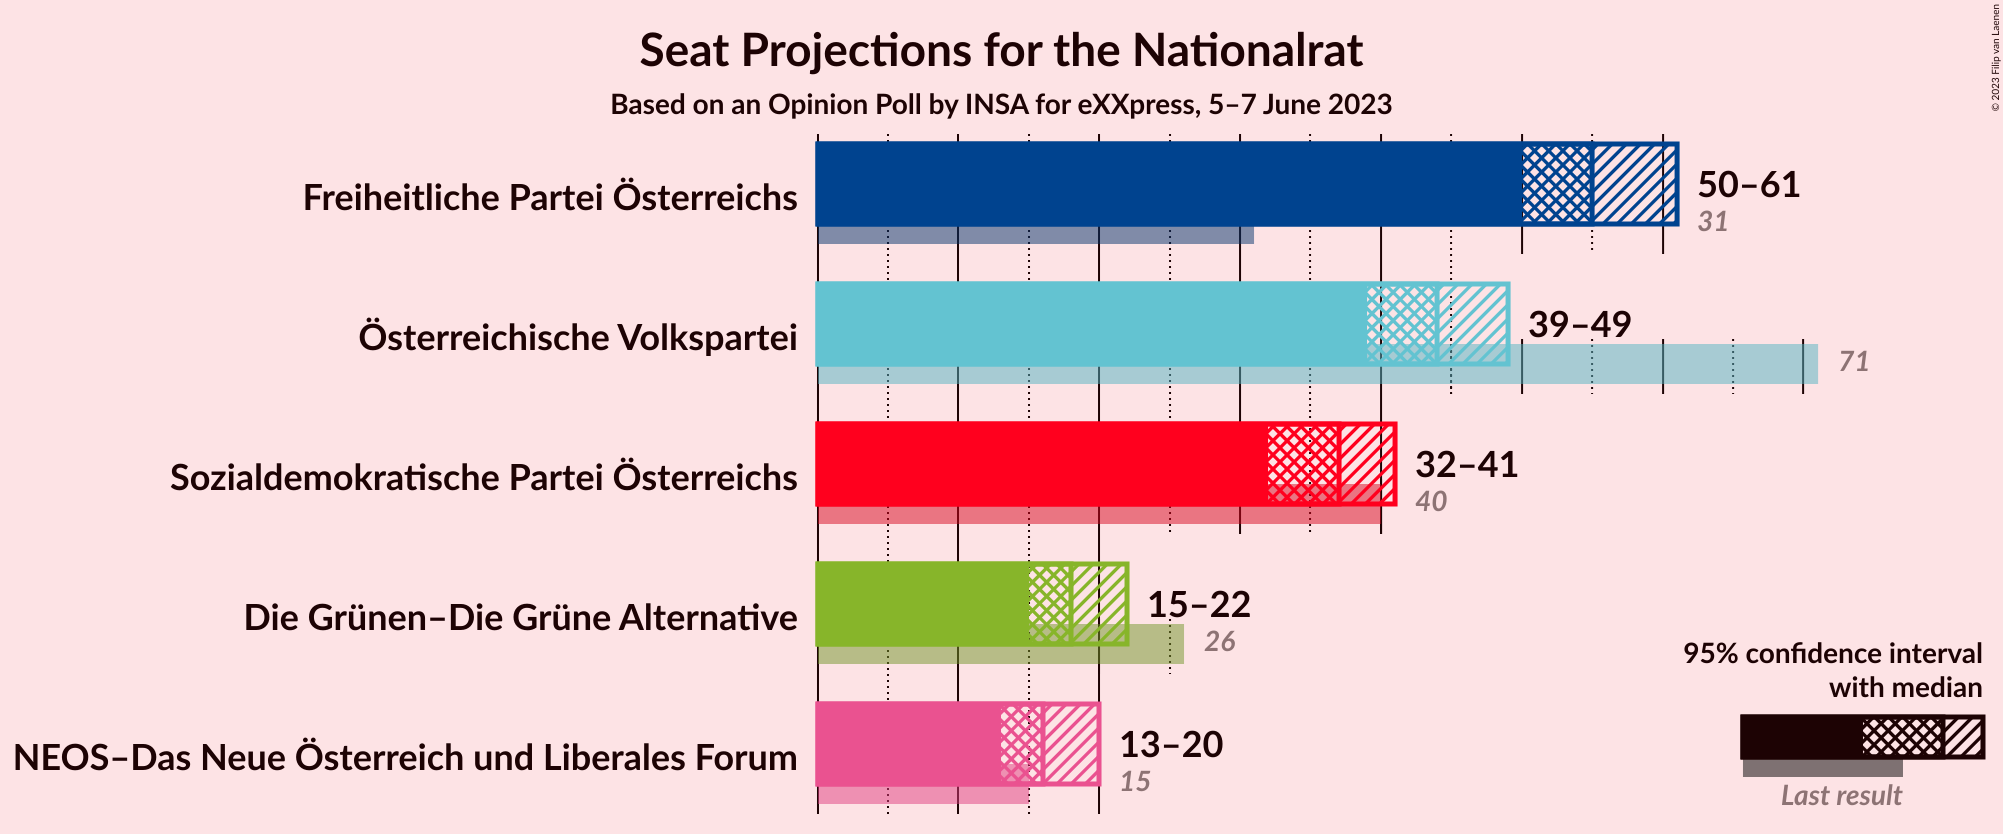 Seat Projections for the Nationalrat
Based on an Opinion Poll by INSA for eXXpress, 5–7 June 2023
© 2023 Filip van Laenen
Freiheitliche Partei Österreichs
50–61
31
Österreichische Volkspartei
39–49
71
Sozialdemokratische Partei Österreichs
32–41
40
Die Grünen–Die Grüne Alternative
15–22
26
NEOS–Das Neue Österreich und Liberales Forum
13–20
15
95% confidence interval
with median
Last result